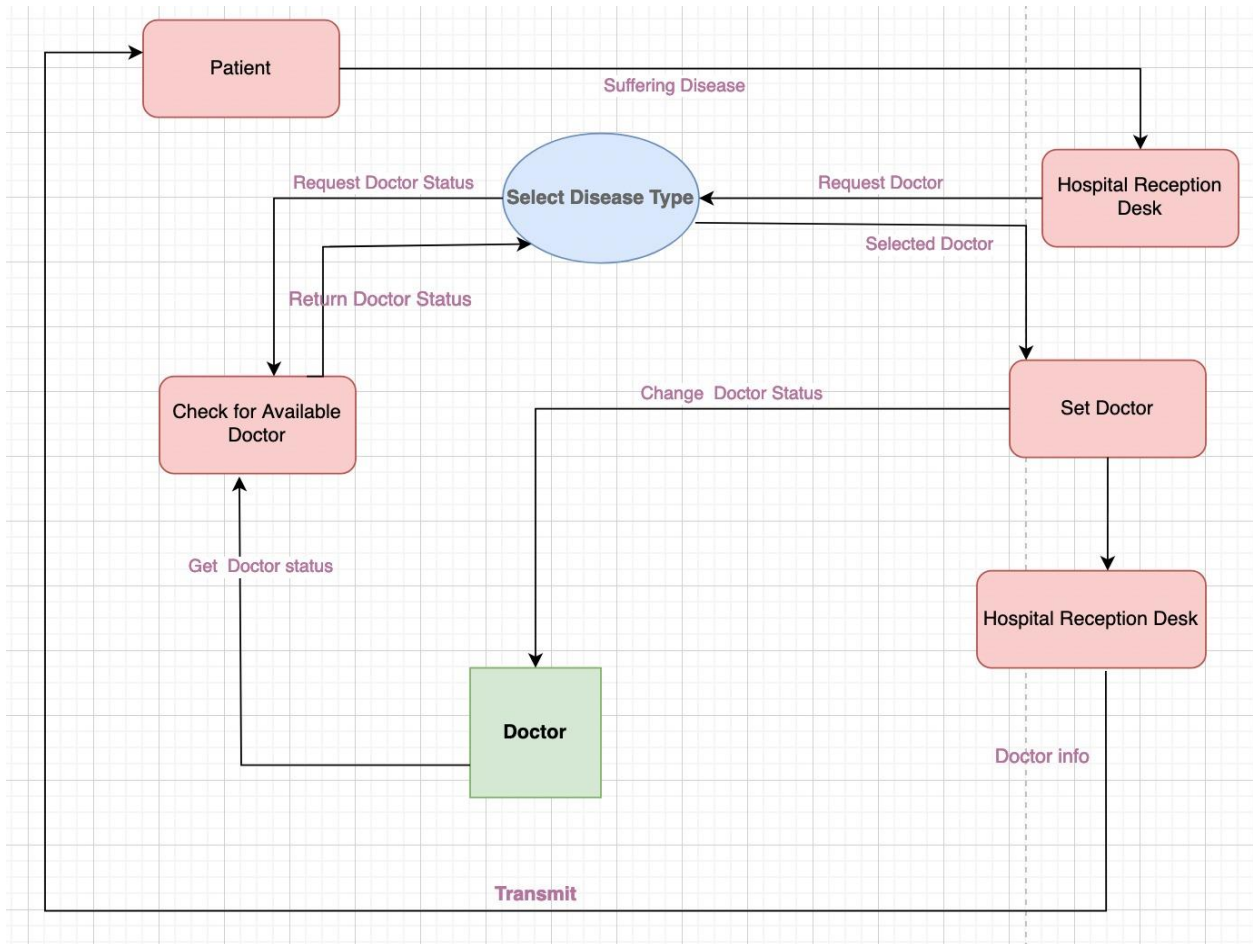 Patient
Suffering Disease
Request Doctor Status
Select Disease Type
Request Doctor
Hospital Reception
Desk
Selected Doctor
Return Doctor Status
Change  Doctor Status
Check for Available
Doctor
Set Doctor
Get  Doctor status
Hospital Reception Desk
Doctor
Doctor info
Transmit